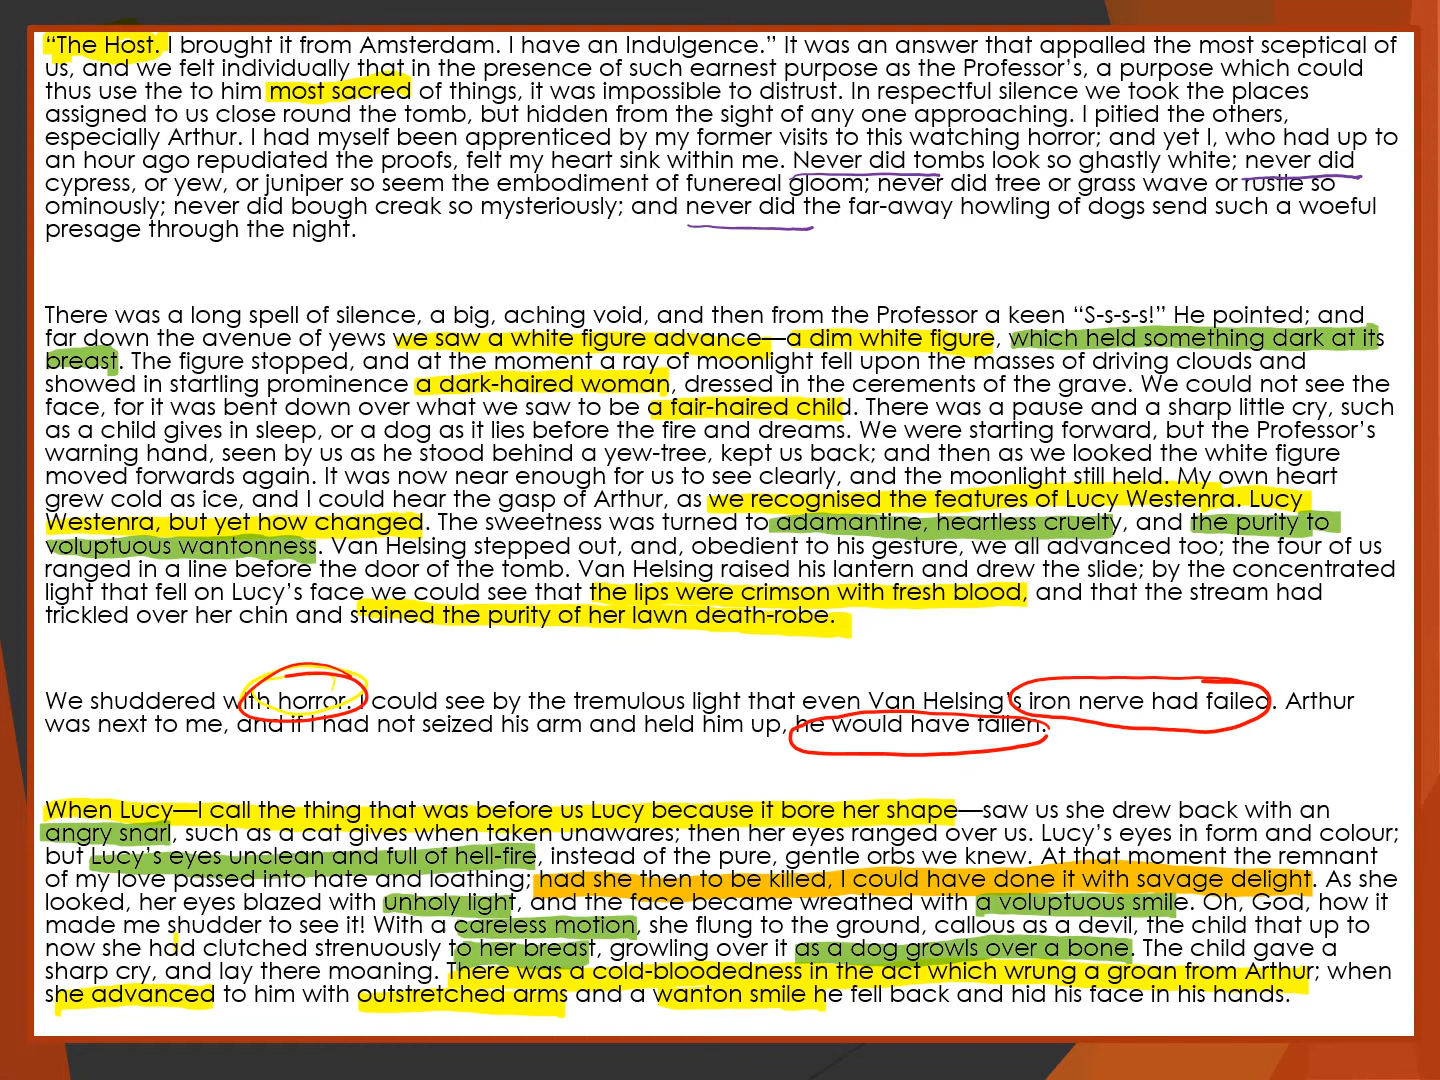 “The Host. I brought it from Amsterdam. I have an Indulgence.” It was an answer that appalled the most sceptical of
us, and we felt individually that in the presence of such earnest purpose as the Professor’s, a purpose which could
thus use the to him most sacred of things, it was impossible to distrust. In respectful silence we took the places
assigned to us close round the tomb, but hidden from the sight of any one approaching. I pitied the others,
especially Arthur. I had myself been apprenticed by my former visits to this watching horror; and yet I, who had up to
an hour ago repudiated the proofs, felt my heart sink within me. Never did tombs look so ghastly white; never did
cypress, or yew, or juniper so seem the embodiment of funereal gloom; never did tree or grass wave or rustle so
ominously; never did bough creak so mysteriously; and never did the far-away howling of dogs send such a woeful
presage through the night.
There was a long spell of silence, a big, aching void, and then from the Professor a keen “S-s-s-s!” He pointed; and
far down the avenue of yews we saw a white figure advance—a dim white figure, which held something dark at its
breast. The figure stopped, and at the moment a ray of moonlight fell upon the masses of driving clouds and
showed in startling prominence a dark-haired woman, dressed in the cerements of the grave. We could not see the
face, for it was bent down over what we saw to be a fair-haired child. There was a pause and a sharp little cry, such
as a child gives in sleep, or a dog as it lies before the fire and dreams. We were starting forward, but the Professor’s
warning hand, seen by us as he stood behind a yew-tree, kept us back; and then as we looked the white figure
moved forwards again. It was now near enough for us to see clearly, and the moonlight still held. My own heart
grew cold as ice, and I could hear the gasp of Arthur, as we recognised the features of Lucy Westenra. Lucy
Westenra, but yet how changed. The sweetness was turned to adamantine, heartless cruelty, and the purity to
voluptuous wantonness. Van Helsing stepped out, and, obedient to his gesture, we all advanced too; the four of us
ranged in a line before the door of the tomb. Van Helsing raised his lantern and drew the slide; by the concentrated
light that fell on Lucy’s face we could see that the lips were crimson with fresh blood, and that the stream had
trickled over her chin and stained the purity of her lawn death-robe.
We shuddered with horror. I could see by the tremulous light that even Van Helsing’s iron nerve had failed. Arthur
was next to me, and if I had not seized his arm and held him up, he would have fallen.
When Lucy—I call the thing that was before us Lucy because it bore her shape—saw us she drew back with an
angry snarl, such as a cat gives when taken unawares; then her eyes ranged over us. Lucy’s eyes in form and colour;
but Lucy’s eyes unclean and full of hell-fire, instead of the pure, gentle orbs we knew. At that moment the remnant
of my love passed into hate and loathing; had she then to be killed, I could have done it with savage delight. As she
looked, her eyes blazed with unholy light, and the face became wreathed with a voluptuous smile. Oh, God, how it
made me shudder to see it! With a careless motion, she flung to the ground, callous as a devil, the child that up to
now she had clutched strenuously to her breast, growling over it as a dog growls over a bone. The child gave a
sharp cry, and lay there moaning. There was a cold-bloodedness in the act which wrung a groan from Arthur; when
she advanced to him with outstretched arms and a wanton smile he fell back and hid his face in his hands.